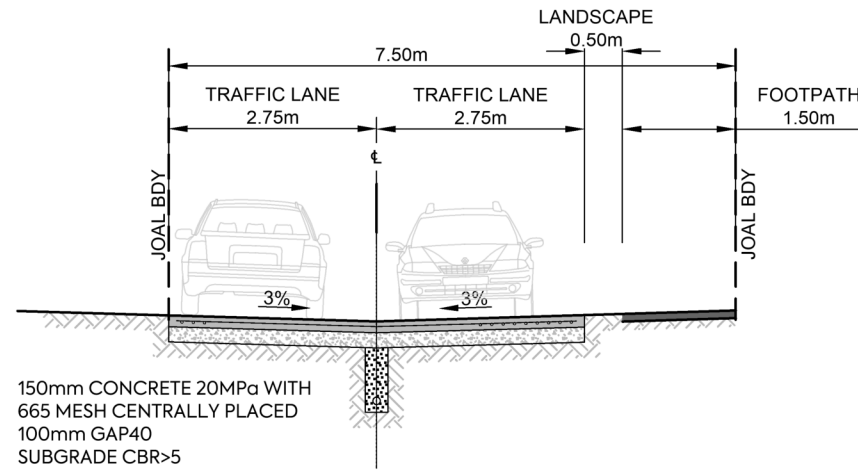 LANDSCAPE
0.50m
7.50m
TRAFFIC LANE
2.75m
TRAFFIC LANE
2.75m
FOOTPATH
1.50m
℄
JOAL BDY
JOAL BDY
3%
3%
150mm CONCRETE 20MPa WITH
665 MESH CENTRALLY PLACED
100mm GAP40
SUBGRADE CBR>5